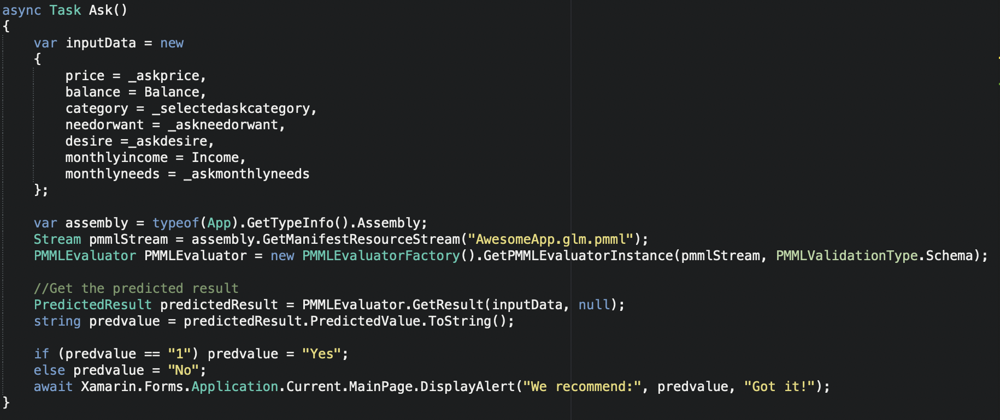 async Task Ask()
{
    var inputData = new
    {
        price = _askprice,
        balance = Balance,
        category = _selectedaskcategory,
        needorwant = _askneedorwant,
        desire =_askdesire,
        monthlyincome = Income,
        monthlyneeds = _askmonthlyneeds
    };

    var assembly = typeof(App).GetTypeInfo().Assembly;
    Stream pmmlStream = assembly.GetManifestResourceStream("AwesomeApp.glm.pmml");
    PMMLEvaluator PMMLEvaluator = new PMMLEvaluatorFactory().GetPMMLEvaluatorInstance(pmmlStream, PMMLValidationType.Schema);

    //Get the predicted result
    PredictedResult predictedResult = PMMLEvaluator.GetResult(inputData, null);
    string predvalue = predictedResult.PredictedValue.ToString();

    if (predvalue == "1") predvalue = "Yes";
    else predvalue = "No";
    await Xamarin.Forms.Application.Current.MainPage.DisplayAlert("We recommend:", predvalue, "Got it!");
}